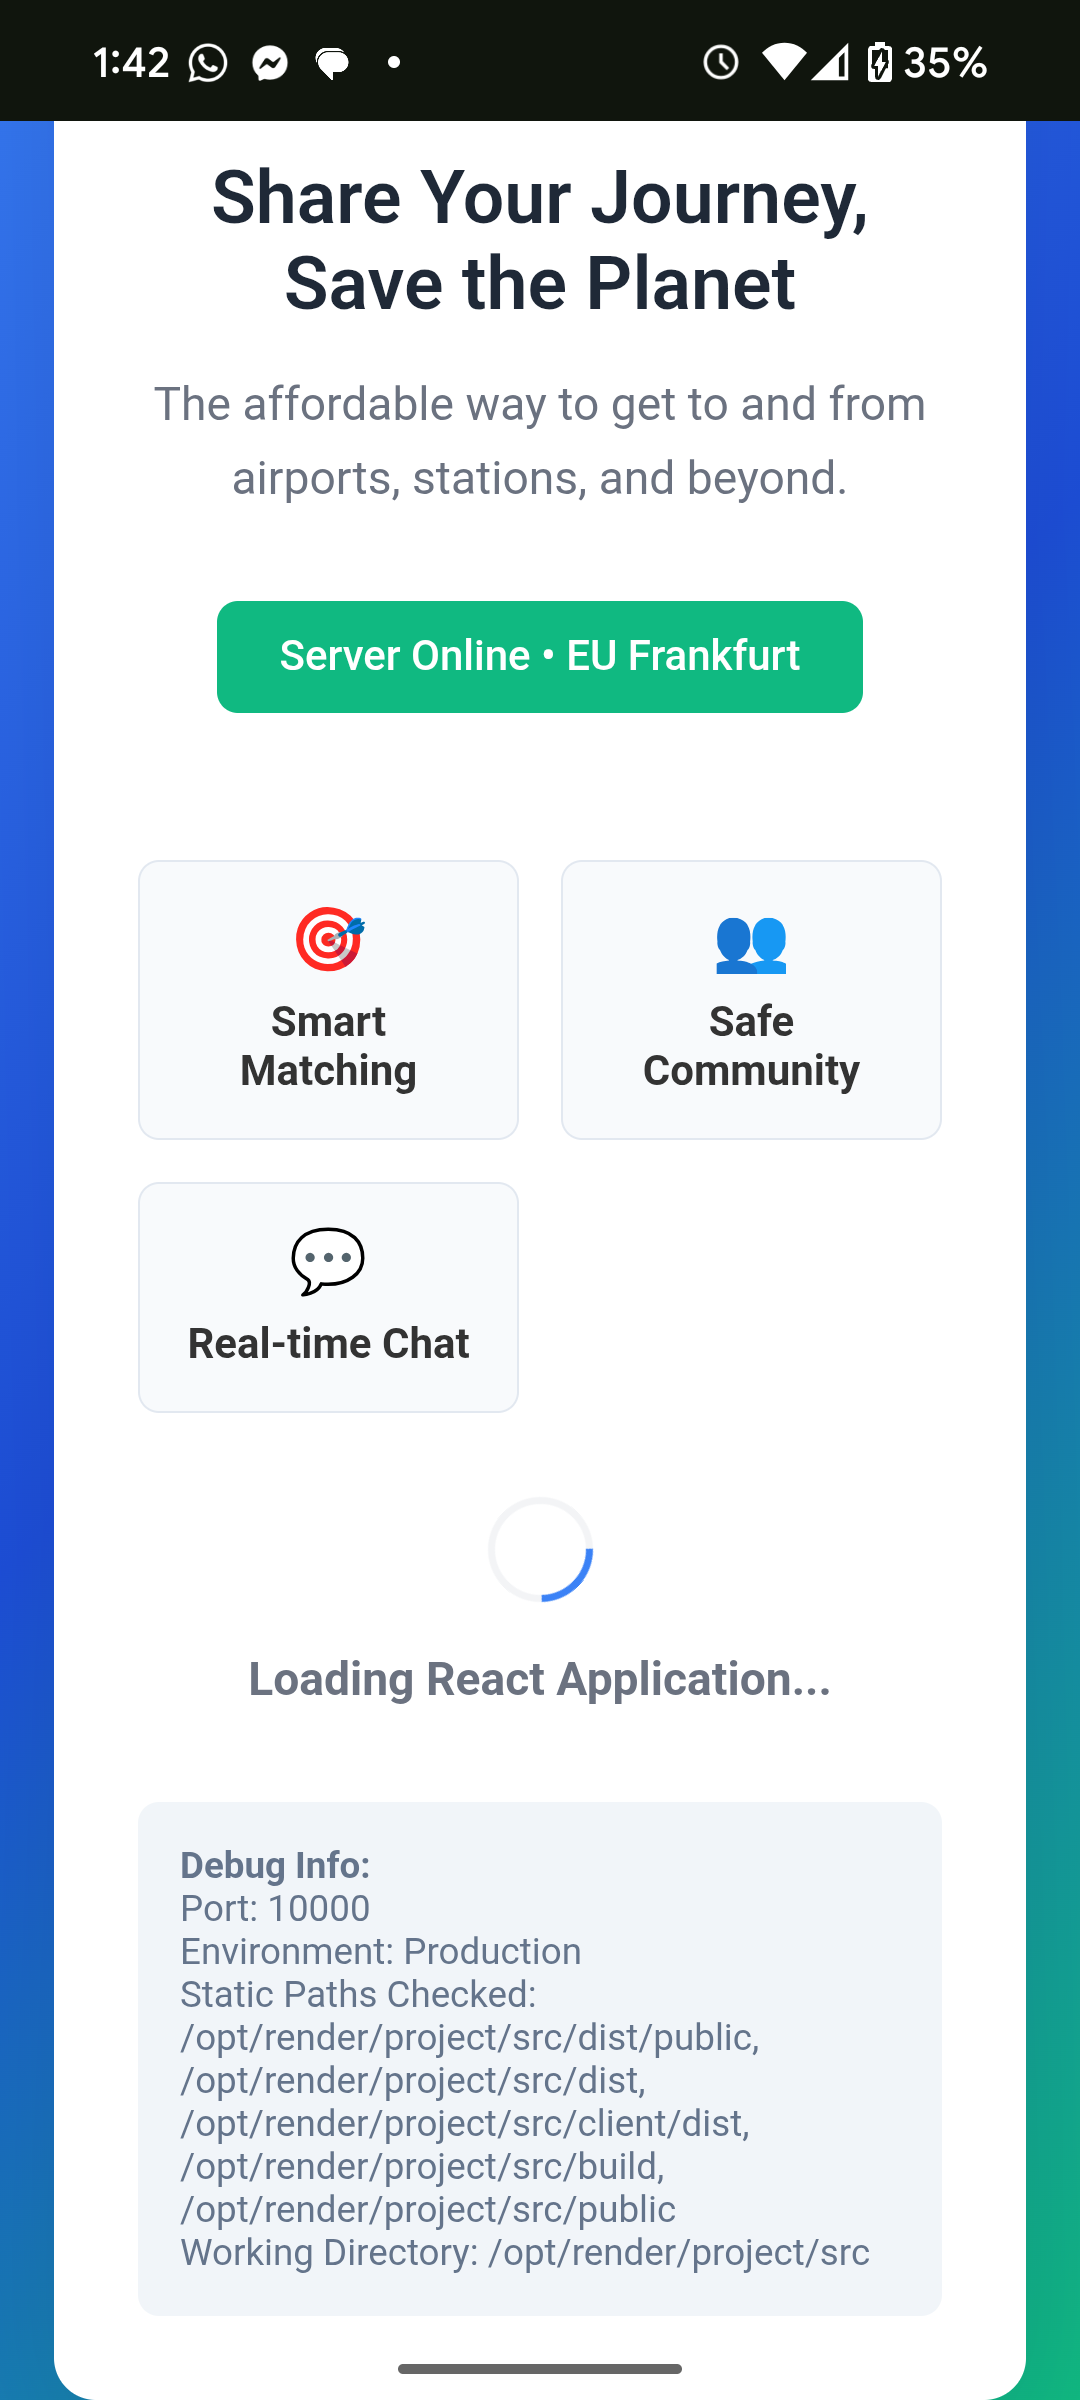 1:42
35%
Share Your Journey,
Save the Planet
The affordable way to get to and from
airports, stations, and beyond.
Server Online • EU Frankfurt
Smart
Matching
Safe
Community
Real-time Chat
Loading React Application...
Debug Info:
Port: 10000
Environment: Production
Static Paths Checked:
/opt/render/project/src/dist/public,
/opt/render/project/src/dist,
/opt/render/project/src/client/dist,
/opt/render/project/src/build,
/opt/render/project/src/public
Working Directory: /opt/render/project/src